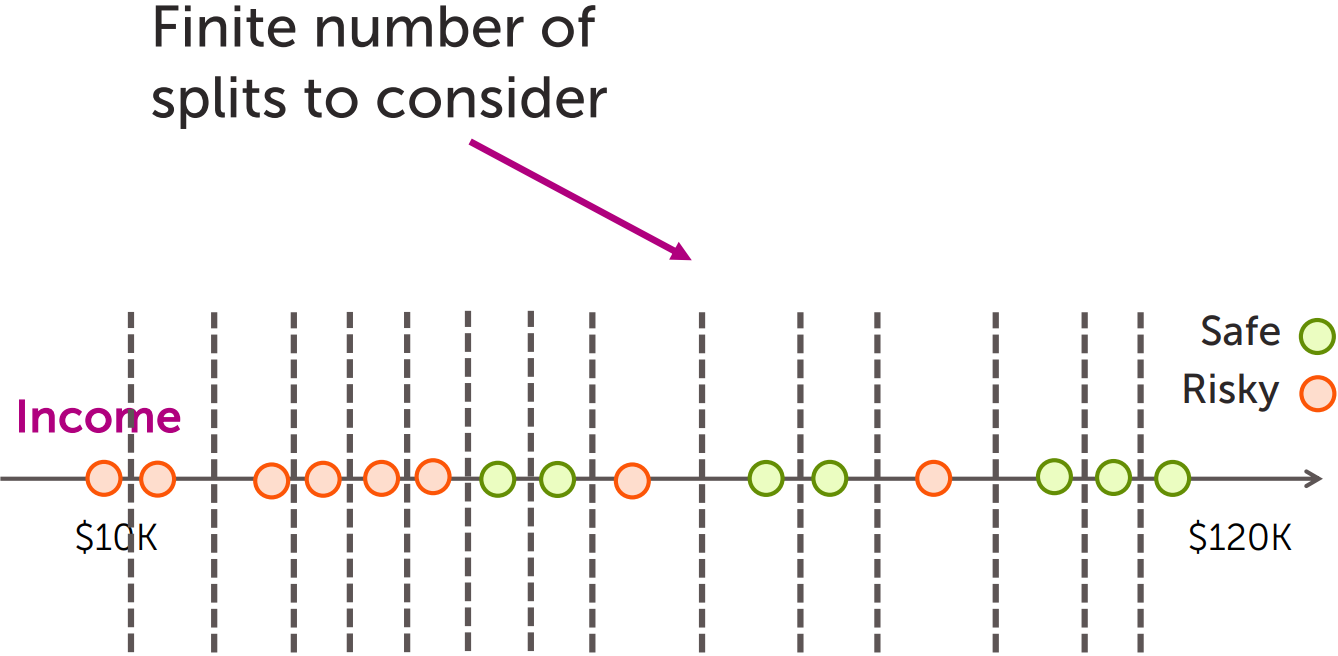 Finite number of
splits to consider
Safe
Risky
Income
$10K
$120K